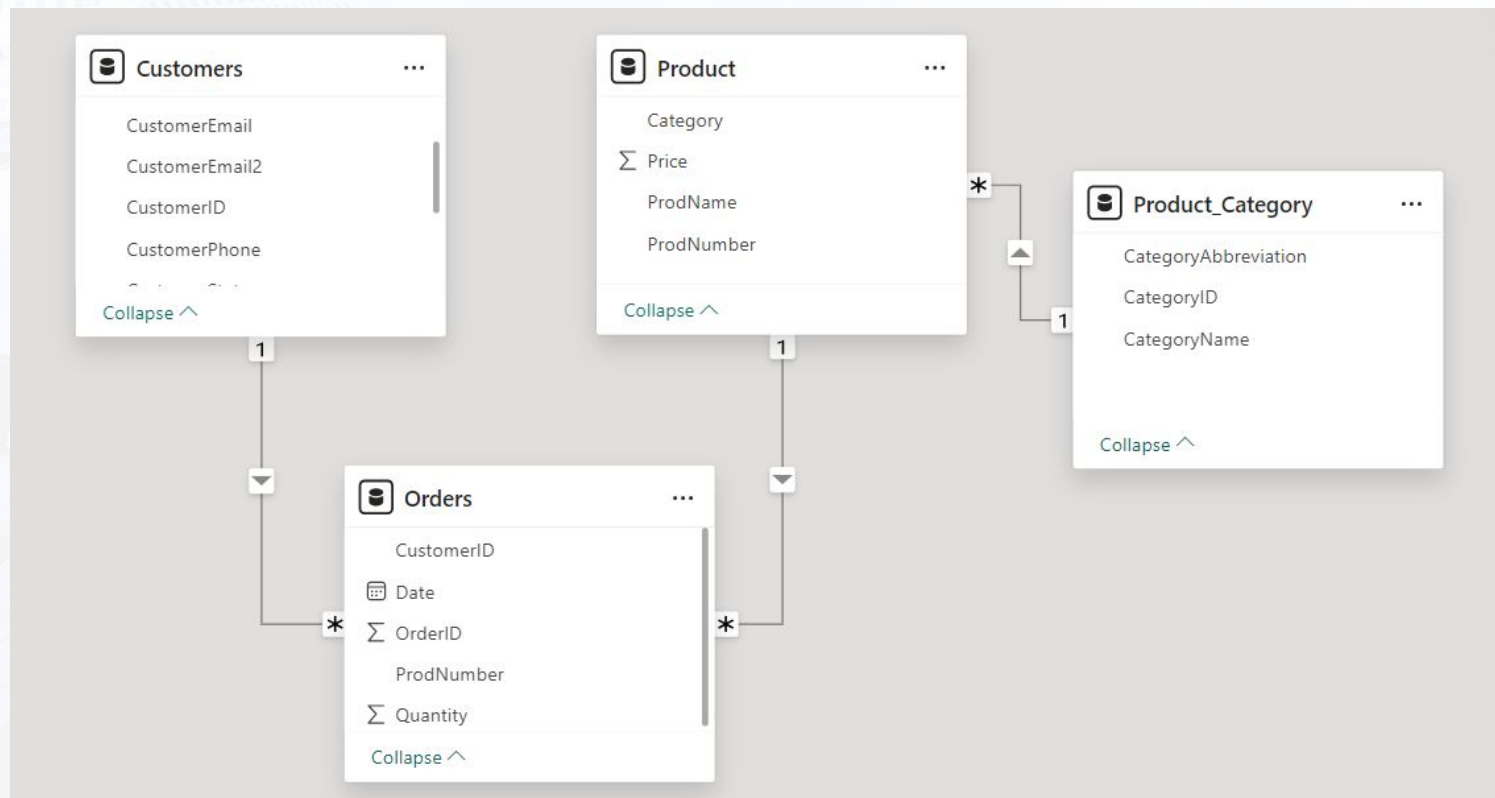 Customers
CustomerEmail
CustomerEmail2
CustomerID
CustomerPhone
Collapse
1
*
Product
Category
Σ Price
ProdName
ProdNumber
Collapse
1
*
*
1
Product_Category
CategoryAbbreviation
CategoryID
CategoryName
Collapse
Orders
CustomerID
Date
Σ OrderID
ProdNumber
Σ Quantity
Collapse